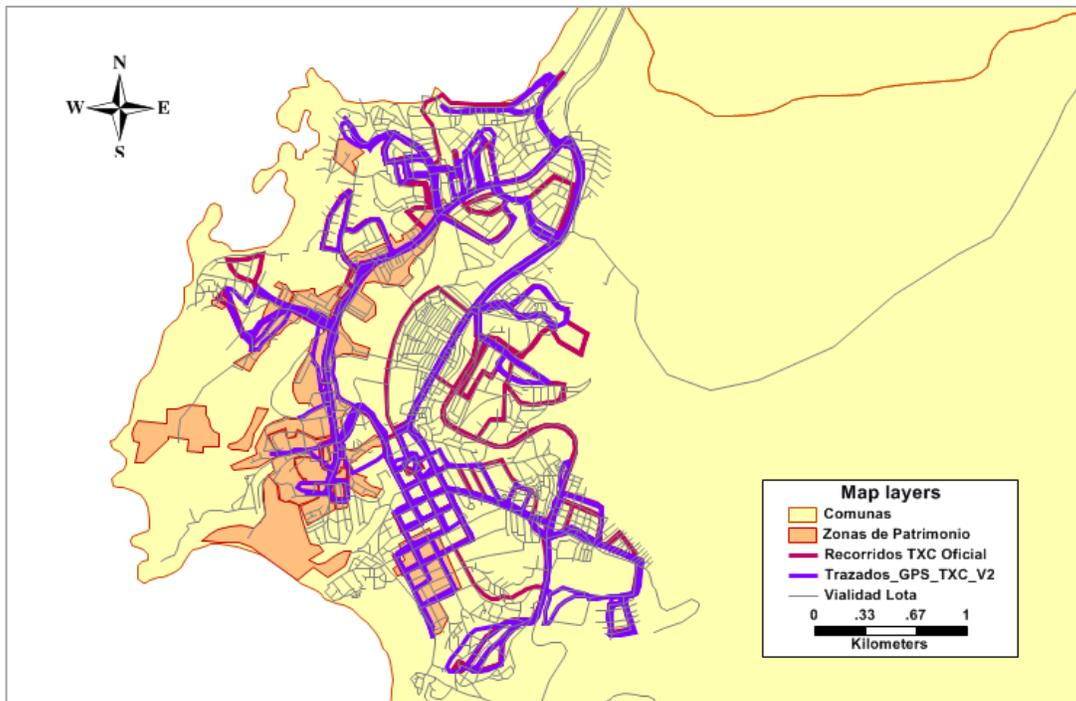 N
W E
S
Map layers
Comunas
Zonas de Patrimonio
Recorridos TXC Oficial
Trazados_GPS_TXC_V2
Vialidad Lota
0 .33 .67 1
Kilometers